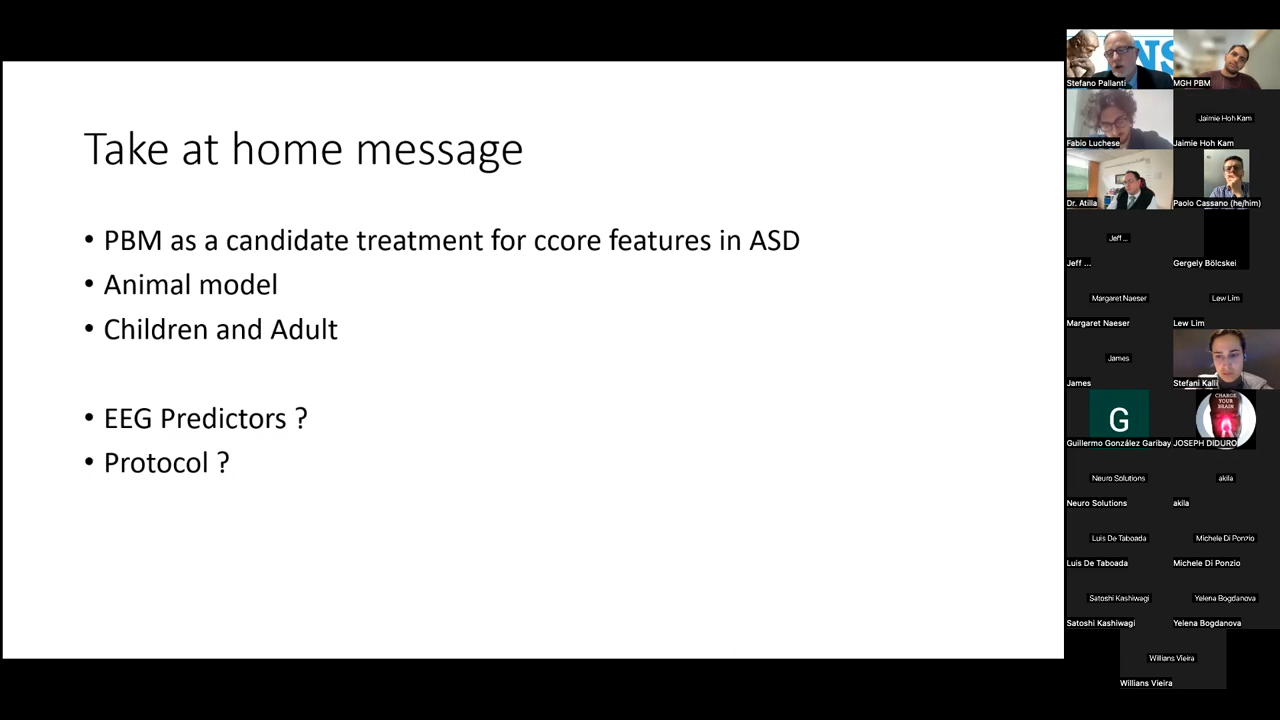 Take at home message
• PBM as a candidate treatment for ccore features in ASD
• Animal model
• Children and Adult
• EEG Predictors ?
• Protocol ?
NS
Stefano Pallanti
MGH PBM
Fabio Luchese
Jaimie Hoh Kam
Jaimie Hoh Kam
Dr. Atilla
Paolo Cassano (he/him)
Jeff ...
Jeff ...
Gergely Bölcskei
Margaret Naeser
Margaret Naeser
Lew Lim
Lew Lim
James
James
Stefani Kalli
G
Guillermo González Garibay
CHARGE
YOUR
BRAIN
JOSEPH DIDURO
Neuro Solutions
Neuro Solutions
akila
akila
Luis De Taboada
Luis De Taboada
Michele Di Ponzio
Michele Di Ponzio
Satoshi Kashiwagi
Satoshi Kashiwagi
Yelena Bogdanova
Yelena Bogdanova
Willians Vieira
Willians Vieira